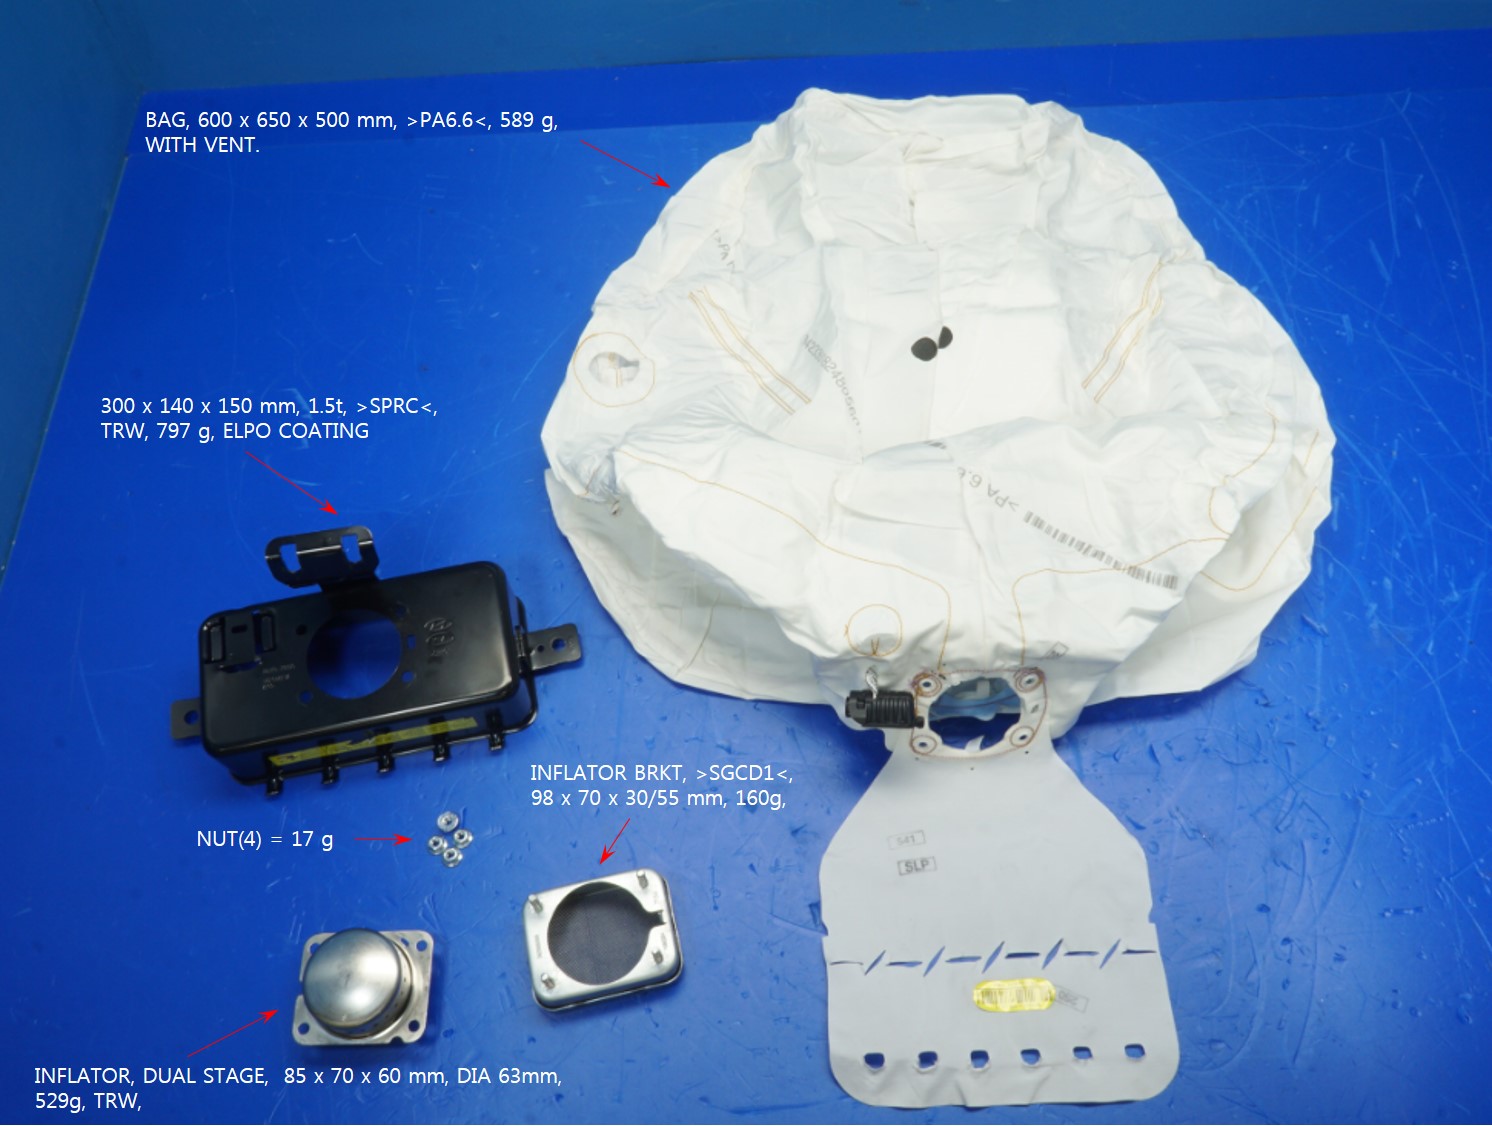 BAG, 600 x 650 x 500 mm, >PA6.6<, 589 g,
WITH VENT.
300 x 140 x 150 mm, 1.5t, >SPRC<,
TRW, 797 g, ELPO COATING
INFLATOR BRKT, >SGCD1<,
98 x 70 x 30/55 mm, 160g,
NUT(4) = 17 g
SLP
INFLATOR, DUAL STAGE,  85 x 70 x 60 mm, DIA 63mm,
529g, TRW,